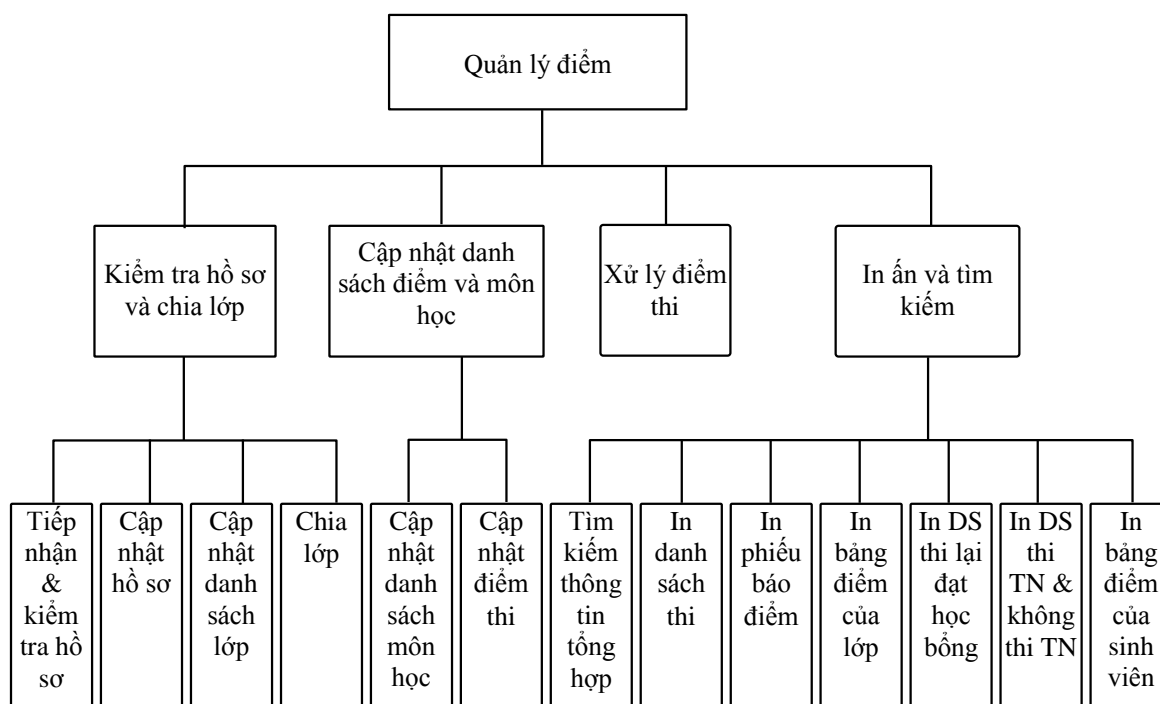 Quản lý điểm
Kiểm tra hồ sơ
và chia lớp
Cập nhật danh
sách điểm và môn
học
Xử lý điểm
thi
In ấn và tìm
kiếm
Tiếp
nhận
&
kiểm
tra hồ
sơ
Cập
nhật
hồ sơ
Cập
nhật
danh
sách
lớp
Chia
lớp
Cập
nhật
danh
sách
môn
học
Cập
nhật
điểm
thi
Tìm
kiếm
thông
tin
tổng
hợp
In
danh
sách
thi
In
phiếu
báo
điểm
In
bảng
điểm
của
lớp
In DS
thi lại
đạt
học
bổng
In DS
thi
TN &
không
thi TN
In
bảng
điểm
của
sinh
viên